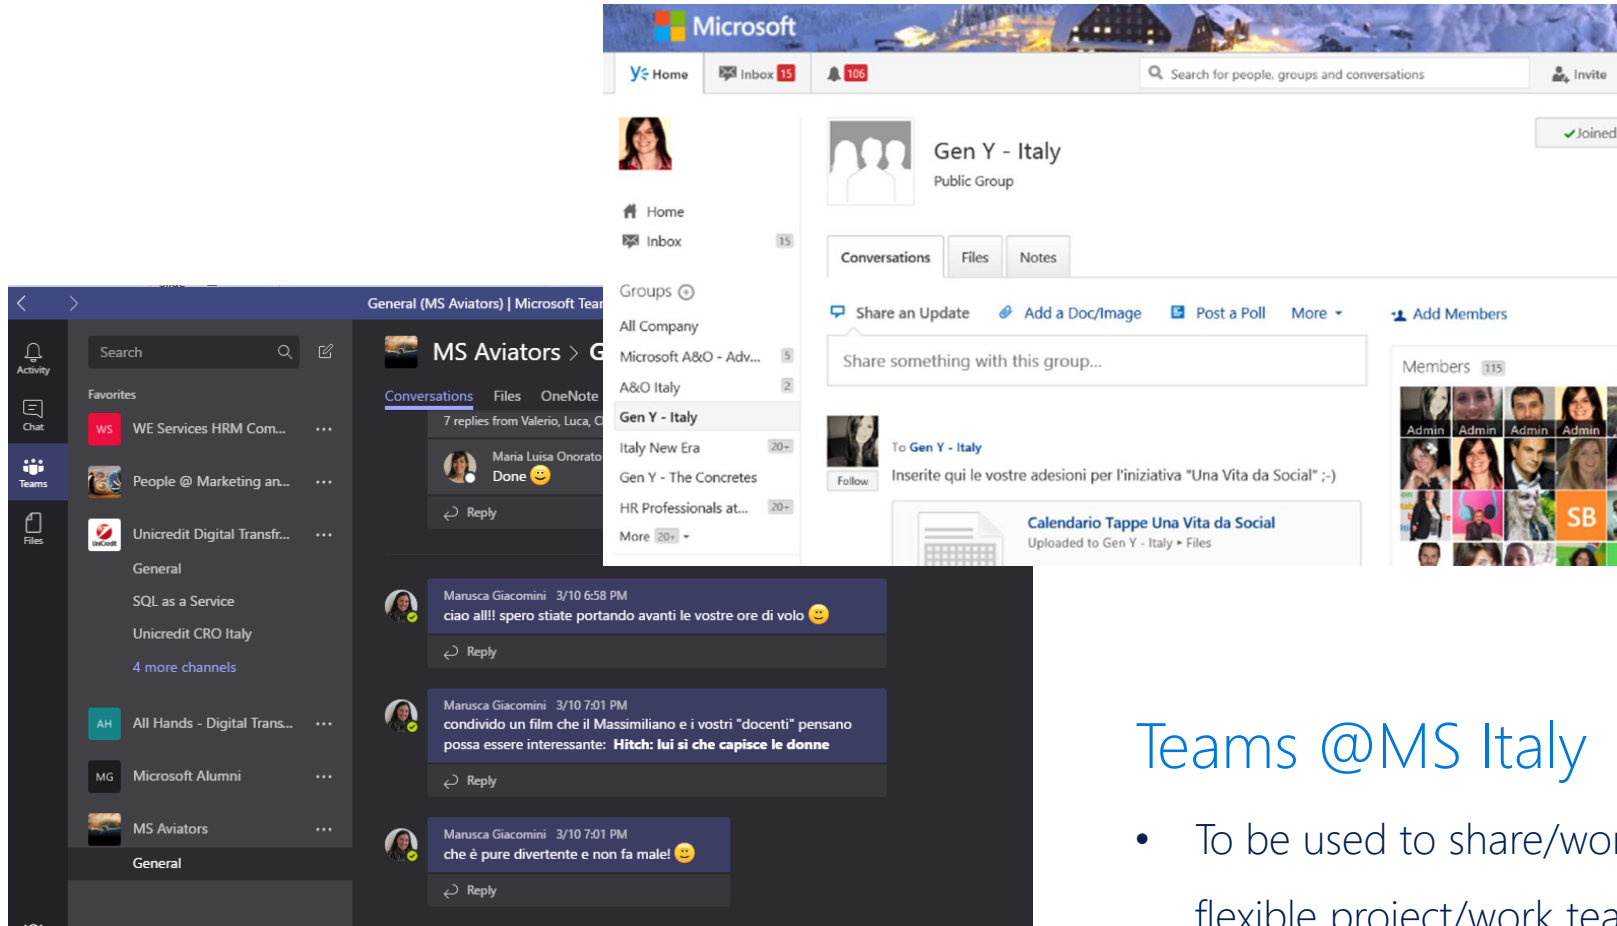 Microsoft
Home
Inbox 15
106
Search for people, groups and conversations
Invite
Gen Y - Italy
Public Group
Joined
Home
Inbox 15
Groups
All Company
Microsoft A&O - Adv... 5
A&O Italy 2
Gen Y - Italy
Italy New Era 20+
Gen Y - The Concretes
HR Professionals at... 20+
More 20+
Conversations Files Notes
Share an Update Add a Doc/Image Post a Poll More
Add Members
Share something with this group...
Members 115
Admin Admin Admin Admin
SB
To Gen Y - Italy
Inserite qui le vostre adesioni per l'iniziativa "Una Vita da Social" ;-)
Follow
Calendario Tappe Una Vita da Social
Uploaded to Gen Y - Italy ▸ Files
General (MS Aviators) | Microsoft Tear
Activity
Chat
Teams
Files
Search
Favorites
WS WE Services HRM Com... ...
People @ Marketing an... ...
UniCredit
Unicredit Digital Transfr... ...
General
SQL as a Service
Unicredit CRO Italy
4 more channels
AH All Hands - Digital Trans... ...
MG Microsoft Alumni ...
MS Aviators ...
General
MS Aviators > G
Conversations Files OneNote
7 replies from Valerio, Luca, C
Maria Luisa Onorato
Done 🙂
Reply
Marusca Giacomini 3/10 6:58 PM
ciao all!! spero stiate portando avanti le vostre ore di volo 🙂
Reply
Marusca Giacomini 3/10 7:01 PM
condivido un film che il Massimiliano e i vostri "docenti" pensano
possa essere interessante: Hitch: lui si che capisce le donne
Reply
Marusca Giacomini 3/10 7:01 PM
che è pure divertente e non fa male! 🙂
Reply
Teams @MS Italy
• To be used to share/wor
flexible project/work tea